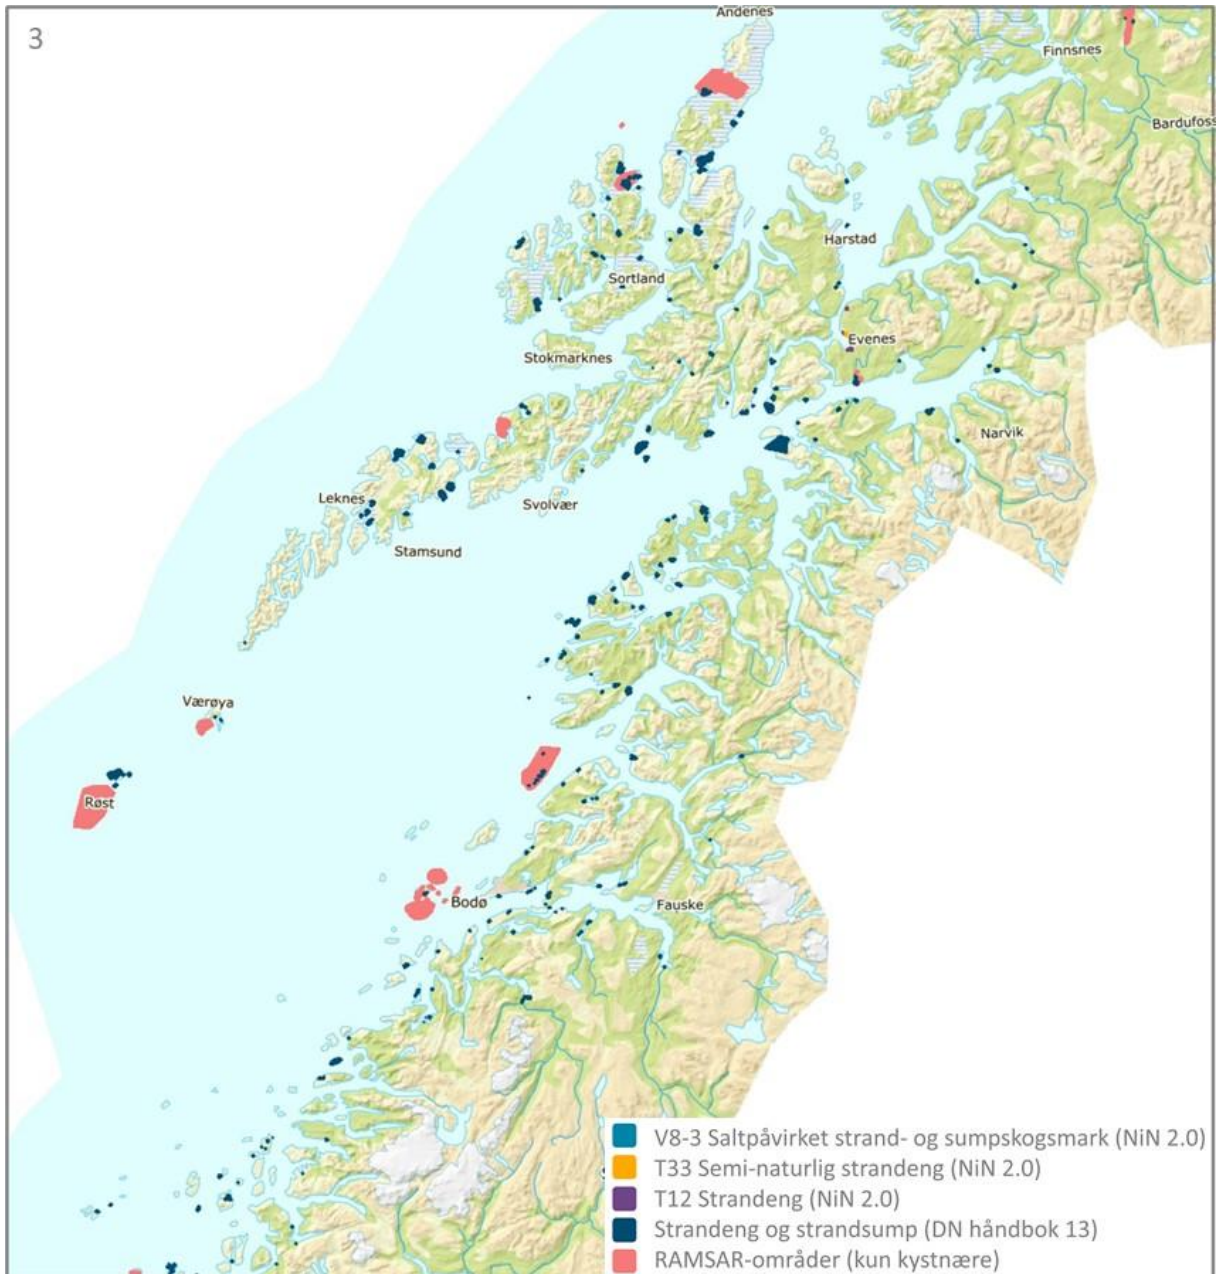 3
Andenes
Finnsnes
Bardufoss
Harstad
Sortland
Evenes
Stokmarknes
Narvik
Leknes
Svolvær
Stamsund
Værøya
Røst
Bodø
Fauske
V8-3 Saltpåvirket strand- og sumpskogsmark (NiN 2.0)
T33 Semi-naturlig strandeng (NiN 2.0)
T12 Strandeng (NiN 2.0)
Strandeng og strandsump (DN håndbok 13)
RAMSAR-områder (kun kystnære)